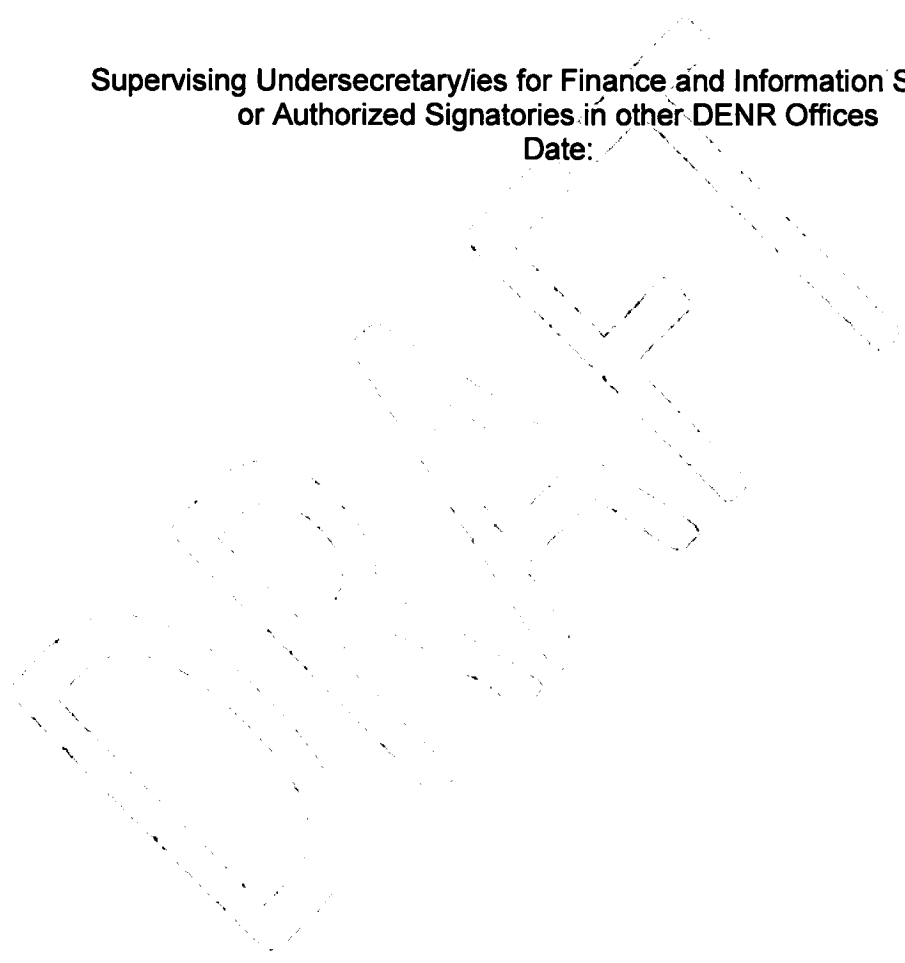 Supervising Undersecretary/ies for Finance and Information S
or Authorized Signatories in other DENR Offices
Date:
DRAFT